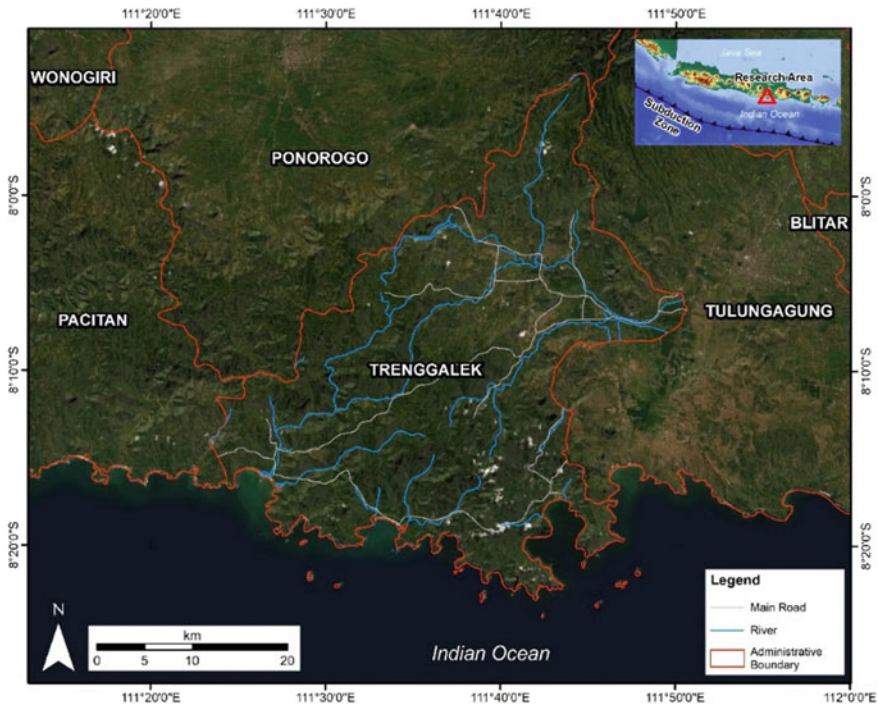 111°20'0"E
111°30'0"E
111°40'0"E
111°50'0"E
WONOGIRI
PONOROGO
PACITAN
TRENGGALEK
TULUNGAGUNG
BLITAR
Java Sea
Research Area
Indian Ocean
Subduction
Zone
8°0'0"S
8°0'0"S
8°10'0"S
8°10'0"S
8°20'0"S
8°20'0"S
Legend
Main Road
River
Administrative
Boundary
N
km
0 5 10 20
Indian Ocean
111°20'0"E
111°30'0"E
111°40'0"E
111°50'0"E
112°0'0"E